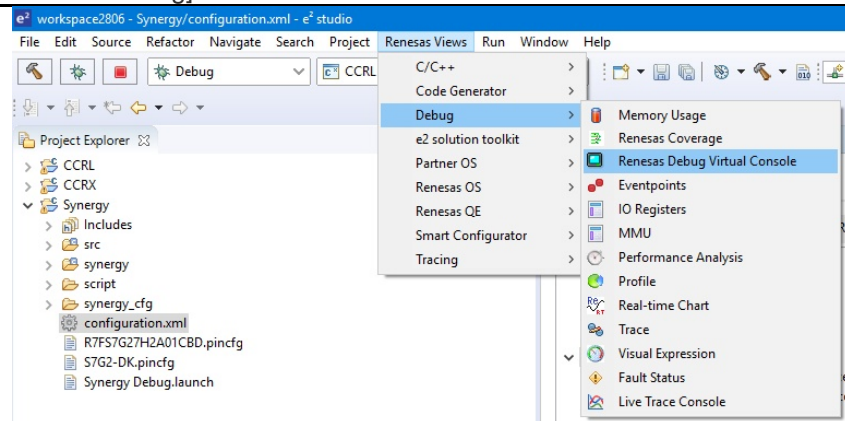 workspace2806 - Synergy/configuration.xml - e² studio
File Edit Source Refactor Navigate Search Project Renesas Views Run Window Help
Debug
CCRL
Project Explorer
CCRL
CCRX
Synergy
Includes
src
synergy
script
synergy_cfg
configuration.xml
R7FS7G27H2A01CBD.pincfg
S7G2-DK.pincfg
Synergy Debug.launch
C/C++
Code Generator
Debug
e2 solution toolkit
Partner OS
Renesas OS
Renesas QE
Smart Configurator
Tracing
Memory Usage
Renesas Coverage
Renesas Debug Virtual Console
Eventpoints
IO Registers
MMU
Performance Analysis
Profile
Real-time Chart
Trace
Visual Expression
Fault Status
Live Trace Console